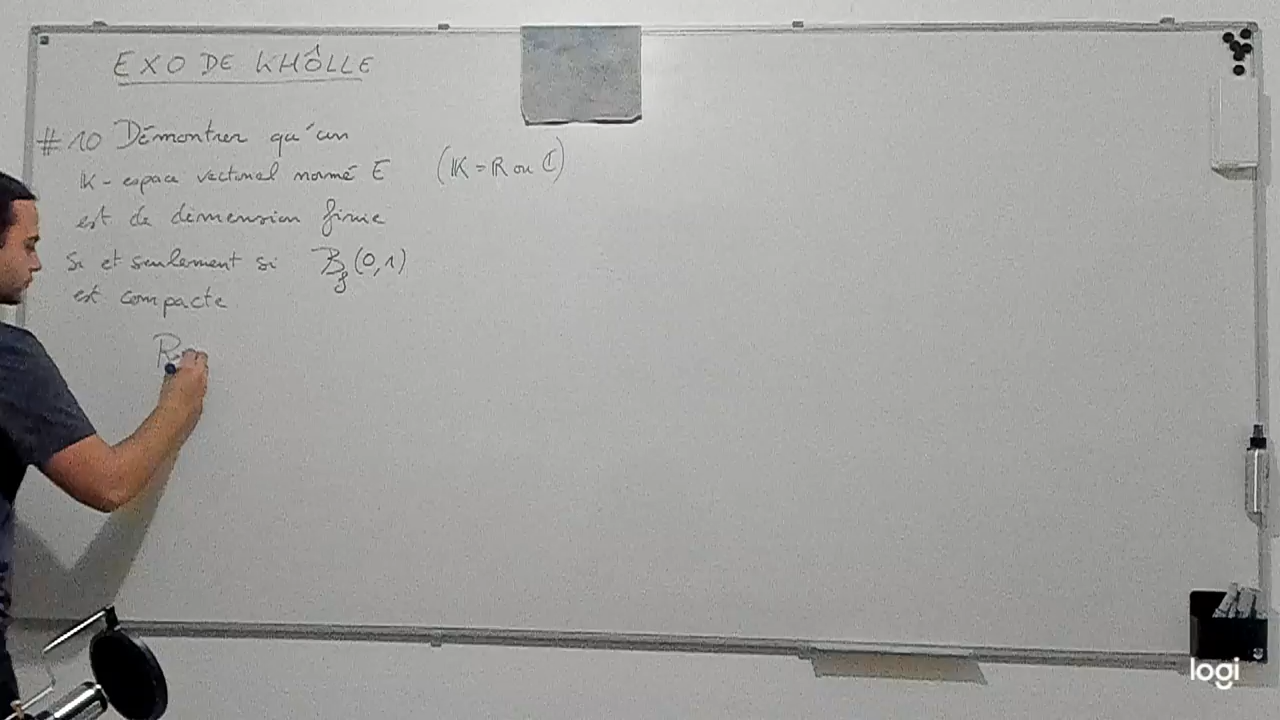 EXO DE KHÔLLE
#10 Démontrer qu'un
K-espace vectoriel normé E (K = R ou C)
est de dimension finie
Si et seulement si B_f(0,1)
est compacte
logi